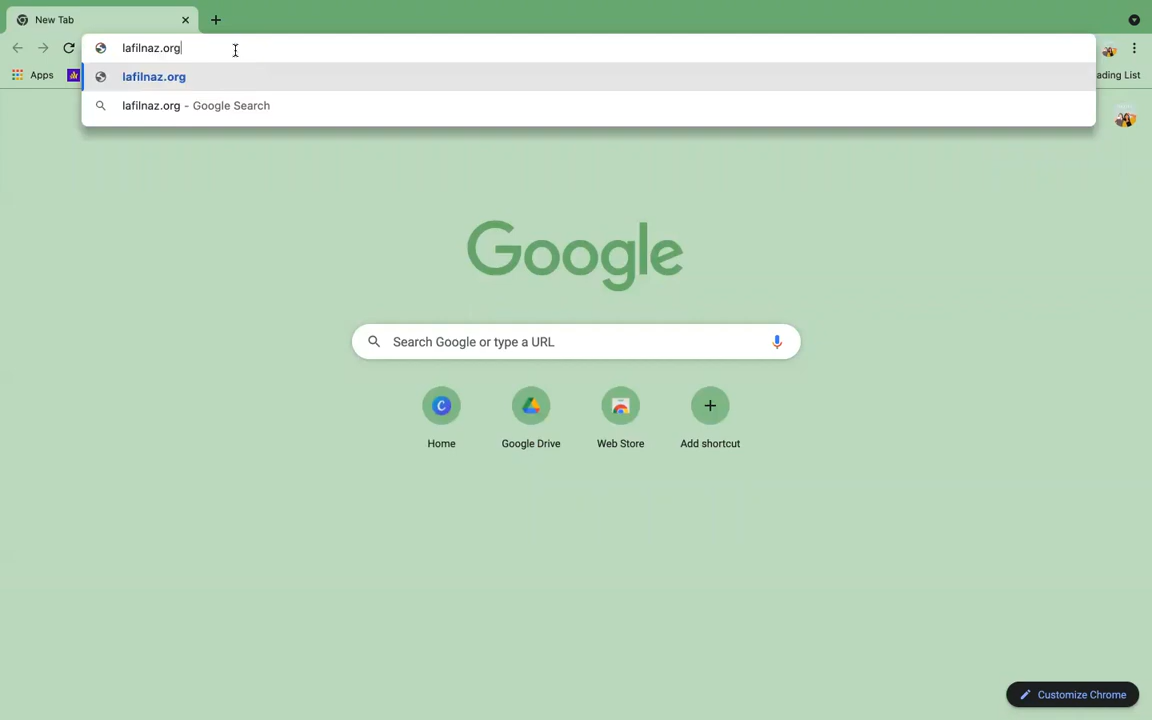 New Tab
lafilnaz.org
Apps
ading List
lafilnaz.org
lafilnaz.org - Google Search
Google
Search Google or type a URL
C
Home
Google Drive
Web Store
Add shortcut
Customize Chrome